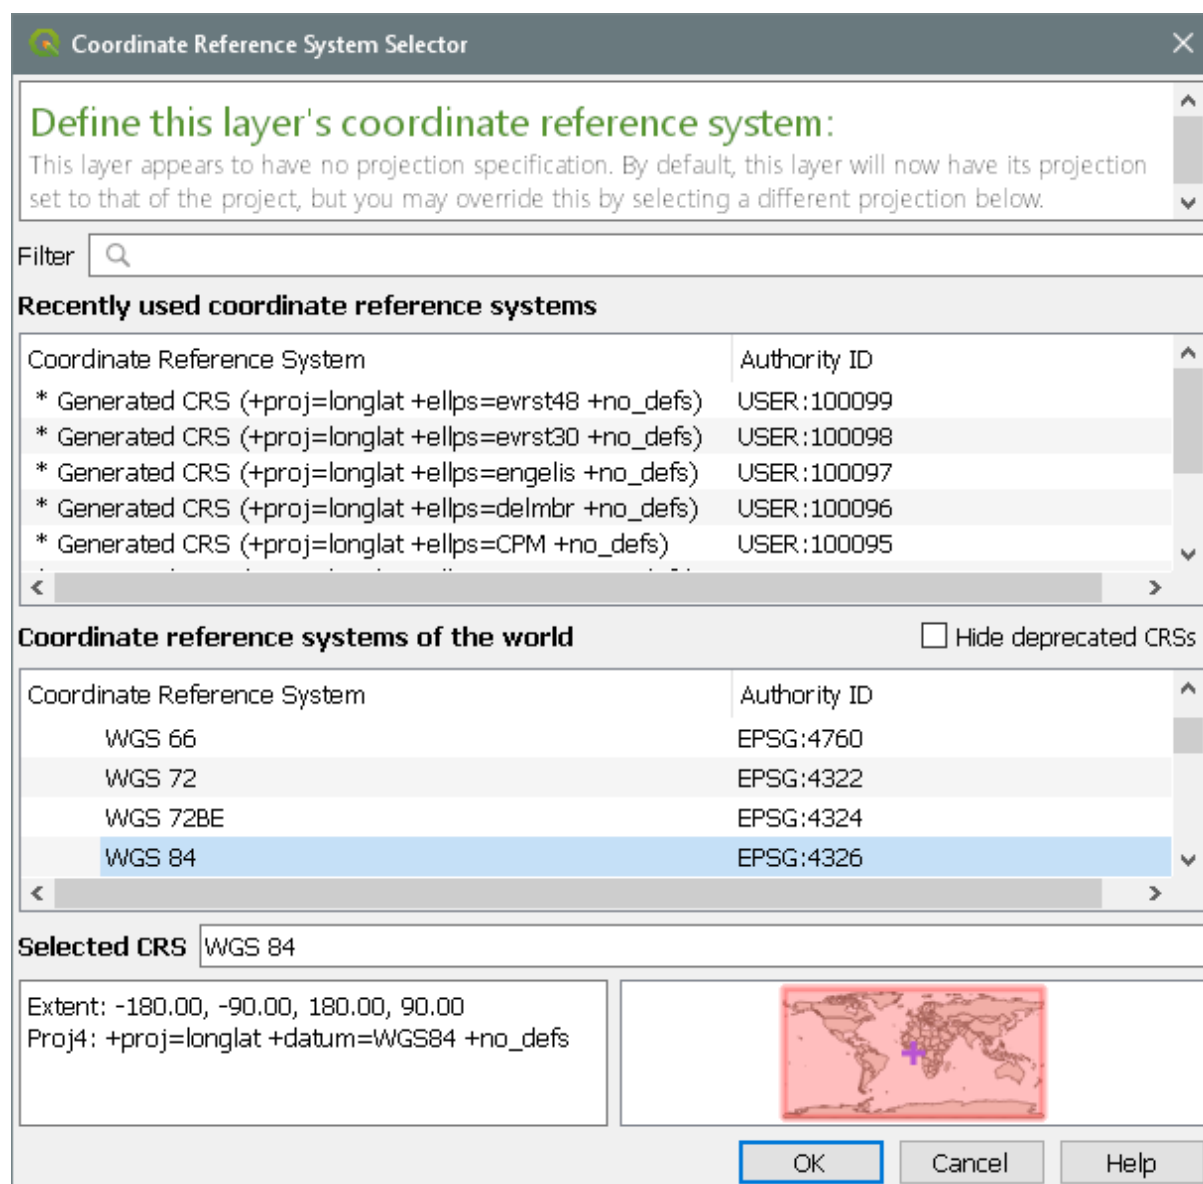 Coordinate Reference System Selector
Define this layer's coordinate reference system:
This layer appears to have no projection specification. By default, this layer will now have its projection
set to that of the project, but you may override this by selecting a different projection below.
Filter
Recently used coordinate reference systems
Coordinate Reference System Authority ID
* Generated CRS (+proj=longlat +ellps=evrst48 +no_defs) USER:100099
* Generated CRS (+proj=longlat +ellps=evrst30 +no_defs) USER:100098
* Generated CRS (+proj=longlat +ellps=engelis +no_defs) USER:100097
* Generated CRS (+proj=longlat +ellps=delmbr +no_defs) USER:100096
* Generated CRS (+proj=longlat +ellps=CPM +no_defs) USER:100095
Coordinate reference systems of the world Hide deprecated CRSs
Coordinate Reference System Authority ID
WGS 66 EPSG:4760
WGS 72 EPSG:4322
WGS 72BE EPSG:4324
WGS 84 EPSG:4326
Selected CRS WGS 84
Extent: -180.00, -90.00, 180.00, 90.00
Proj4: +proj=longlat +datum=WGS84 +no_defs
OK Cancel Help